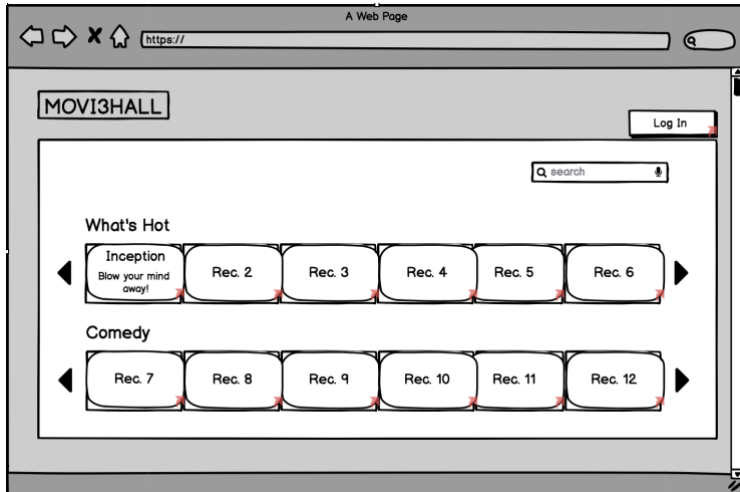 A Web Page
https://
MOVI3HALL
Log In
search
What's Hot
Inception
Blow your mind
away!
Rec. 2
Rec. 3
Rec. 4
Rec. 5
Rec. 6
Comedy
Rec. 7
Rec. 8
Rec. 9
Rec. 10
Rec. 11
Rec. 12